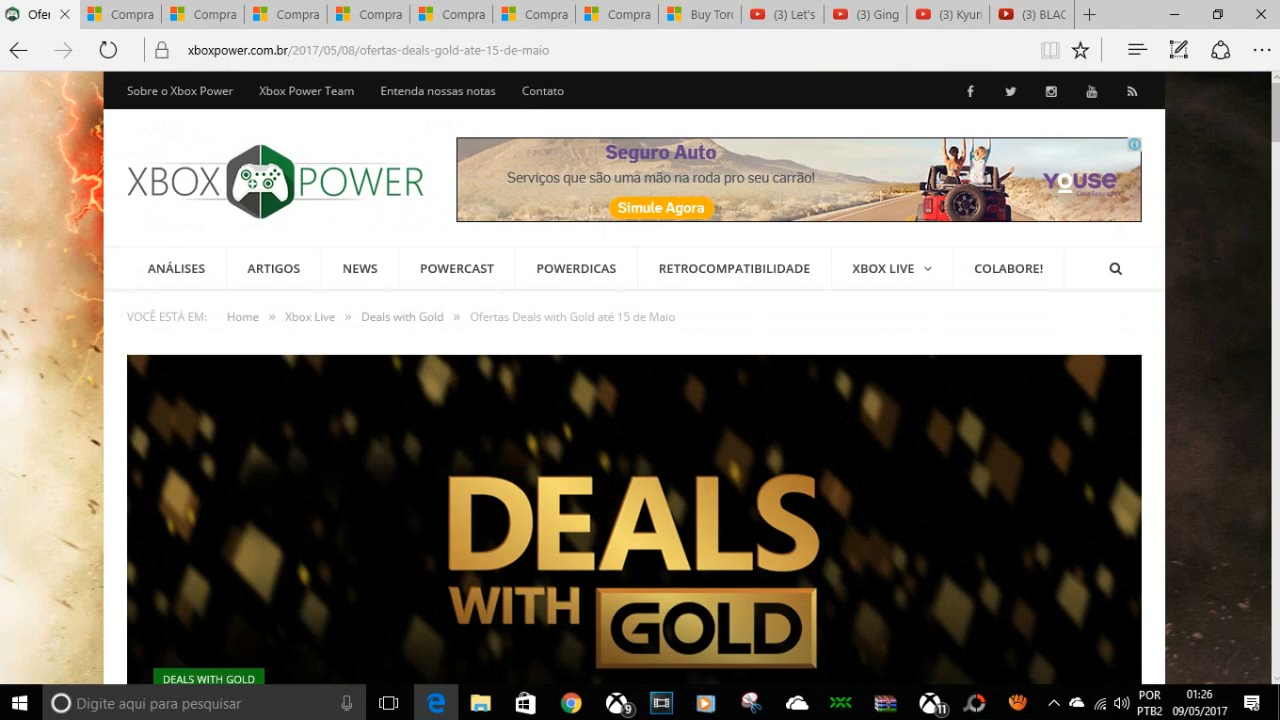 Ofer
Compra
Compra
Xbox Co
Compra
Compra
Compra
Compra
Buy Tor
(3) Let's
(3) Ging
(3) Kyuri
(3) BLAC
xboxpower.com.br/2017/05/08/ofertas-deals-gold-ate-15-de-maio
Sobre o Xbox Power Xbox Power Team Entenda nossas notas Contato
XBOX POWER
Seguro Auto
Serviços que são uma mão na roda pro seu carrão!
Simule Agora
YOUSE
ANÁLISES ARTIGOS NEWS POWERCAST POWERDICAS RETROCOMPATIBILIDADE XBOX LIVE COLABORE!
VOCÊ ESTÁ EM: Home » Xbox Live » Deals with Gold » Ofertas Deals with Gold até 15 de Maio
DEALS
WITH GOLD
DEALS WITH GOLD
Digite aqui para pesquisar
9
11
POR
PTB2
01:26
09/05/2017